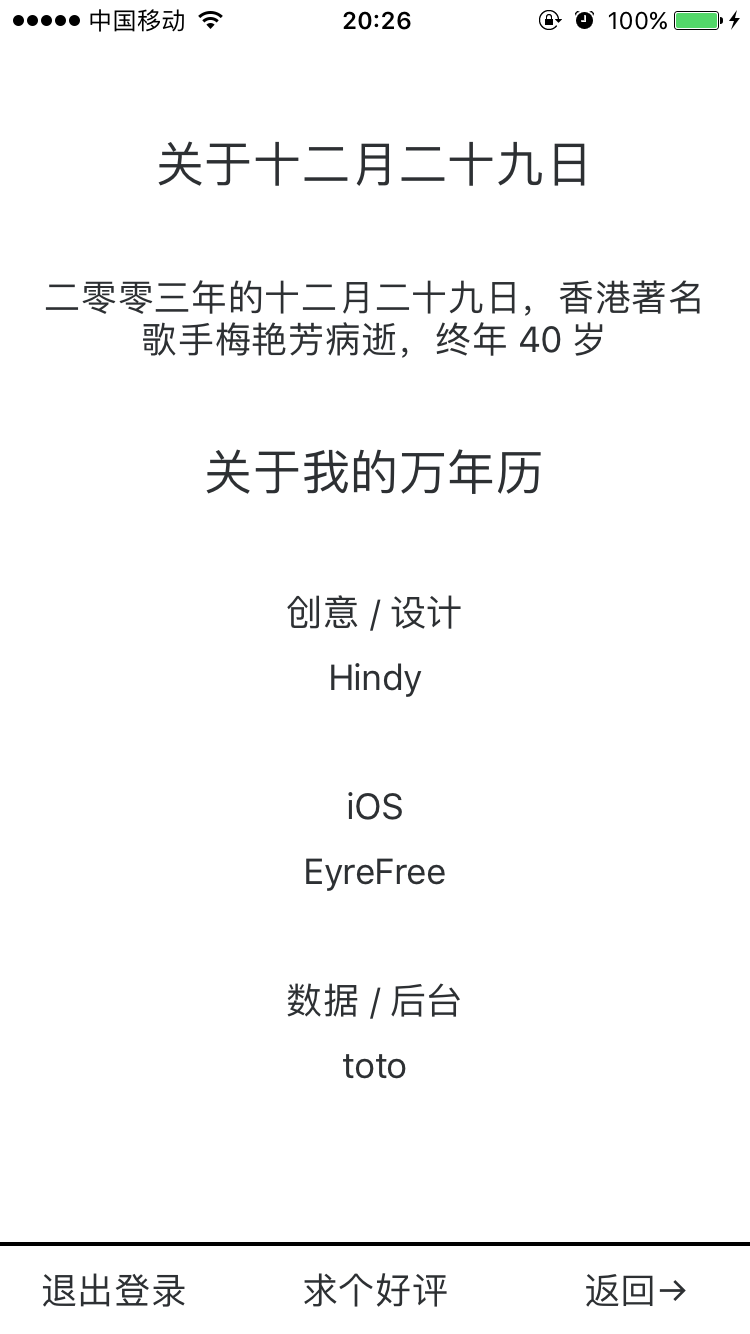 中国移动 20:26 100%
关于十二月二十九日
二零零三年的十二月二十九日，香港著名
歌手梅艳芳病逝，终年 40 岁
关于我的万年历
创意 / 设计
Hindy
iOS
EyreFree
数据 / 后台
toto
退出登录 求个好评 返回→